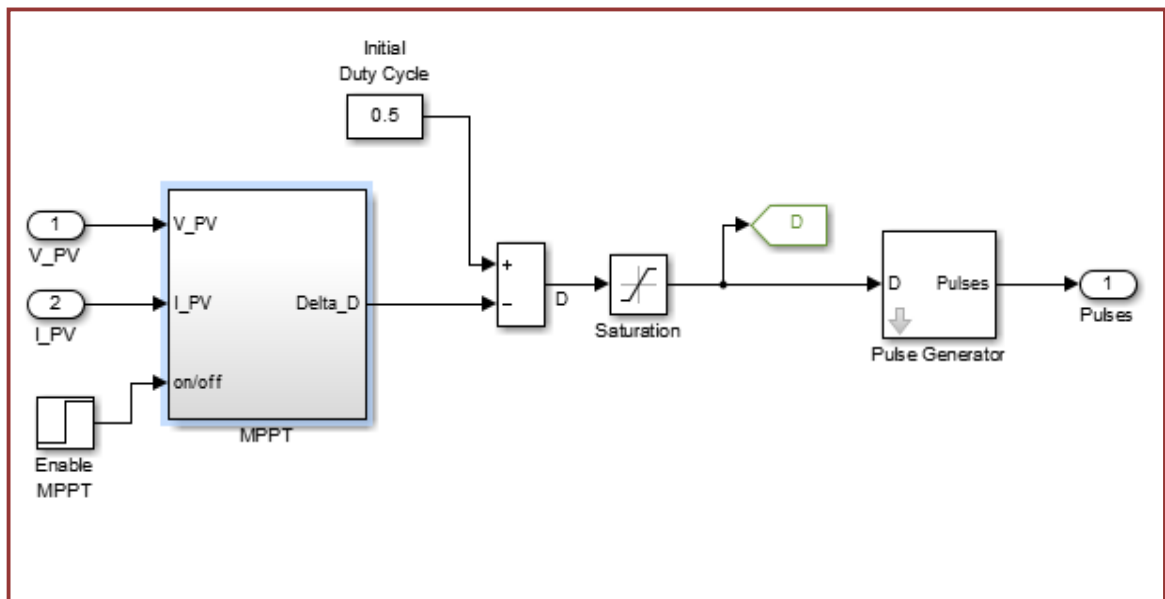 Initial
Duty Cycle
0.5
1
V_PV
2
I_PV
V_PV
I_PV
on/off
Delta_D
MPPT
Enable
MPPT
+
−
D
Saturation
D
D
Pulses
Pulse Generator
1
Pulses